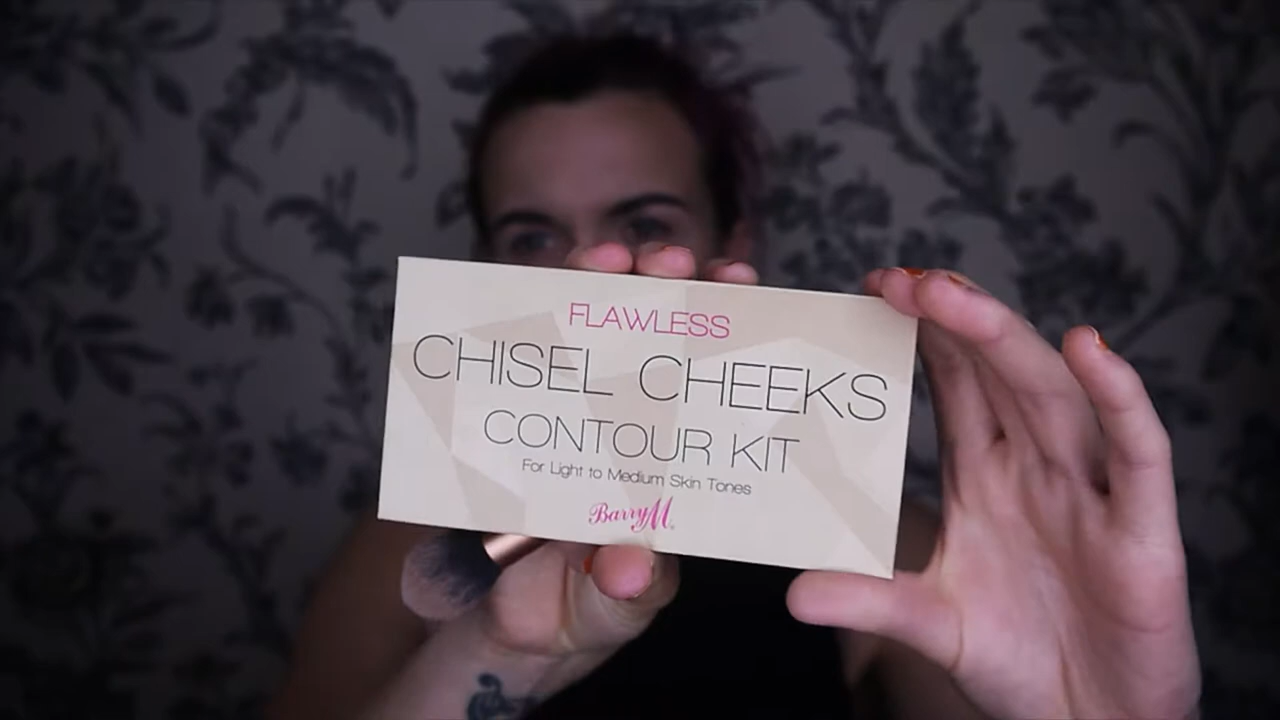 FLAWLESS
CHISEL CHEEKS
CONTOUR KIT
For Light to Medium Skin Tones
Barry M®